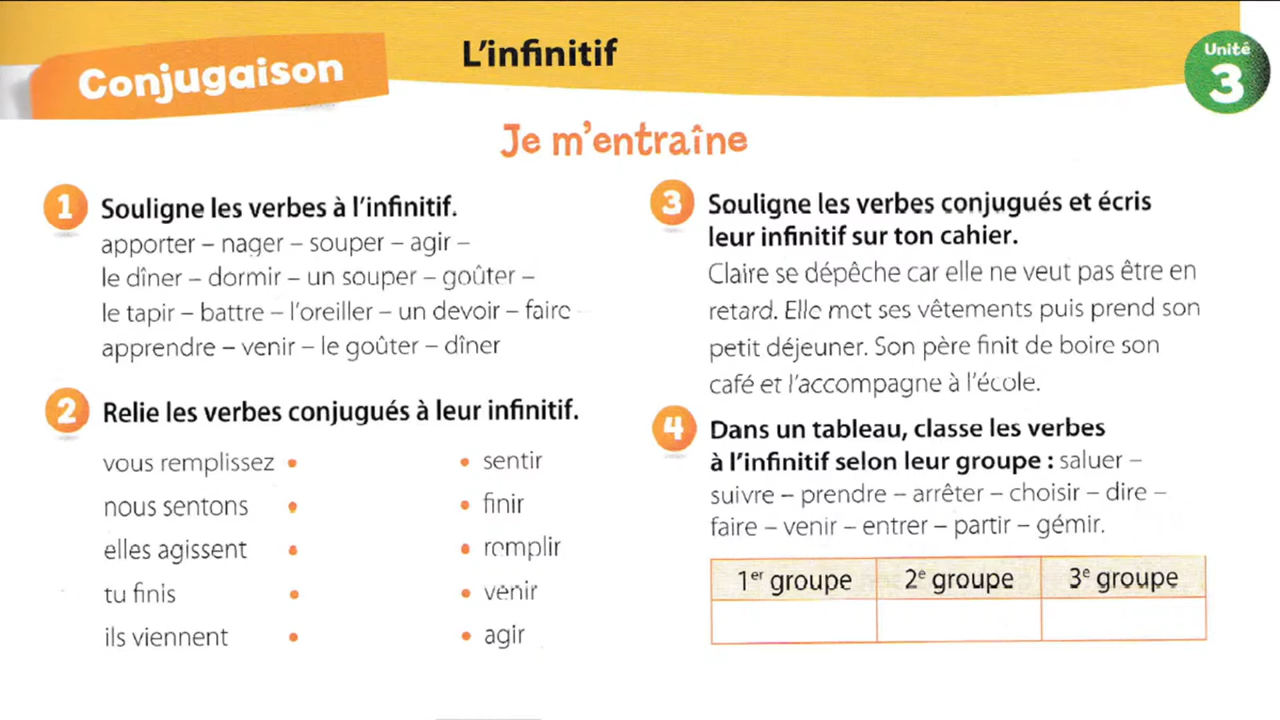 Conjugaison
L'infinitif
Unité
3
Je m'entraîne
1 Souligne les verbes à l'infinitif.
apporter – nager – souper – agir –
le dîner – dormir – un souper – goûter –
le tapir – battre – l'oreiller – un devoir – faire –
apprendre – venir – le goûter – dîner
2 Relie les verbes conjugués à leur infinitif.
vous remplissez • • sentir
nous sentons • • finir
elles agissent • • remplir
tu finis • • venir
ils viennent • • agir
3 Souligne les verbes conjugués et écris
leur infinitif sur ton cahier.
Claire se dépêche car elle ne veut pas être en
retard. Elle met ses vêtements puis prend son
petit déjeuner. Son père finit de boire son
café et l'accompagne à l'école.
4 Dans un tableau, classe les verbes
à l'infinitif selon leur groupe : saluer –
suivre – prendre – arrêter – choisir – dire –
faire – venir – entrer – partir – gémir.
1er groupe 2e groupe 3e groupe